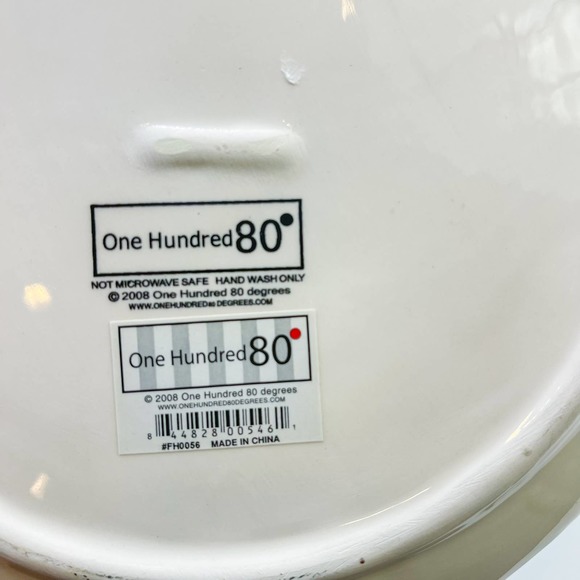 One Hundred 80
NOT MICROWAVE SAFE HAND WASH ONLY
© 2008 One Hundred 80 degrees
WWW.ONEHUNDRED80DEGREES.COM
One Hundred 80
© 2008 One Hundred 80 degrees
WWW.ONEHUNDRED80DEGREES.COM
8 44828 00546 1
#FH0056 MADE IN CHINA